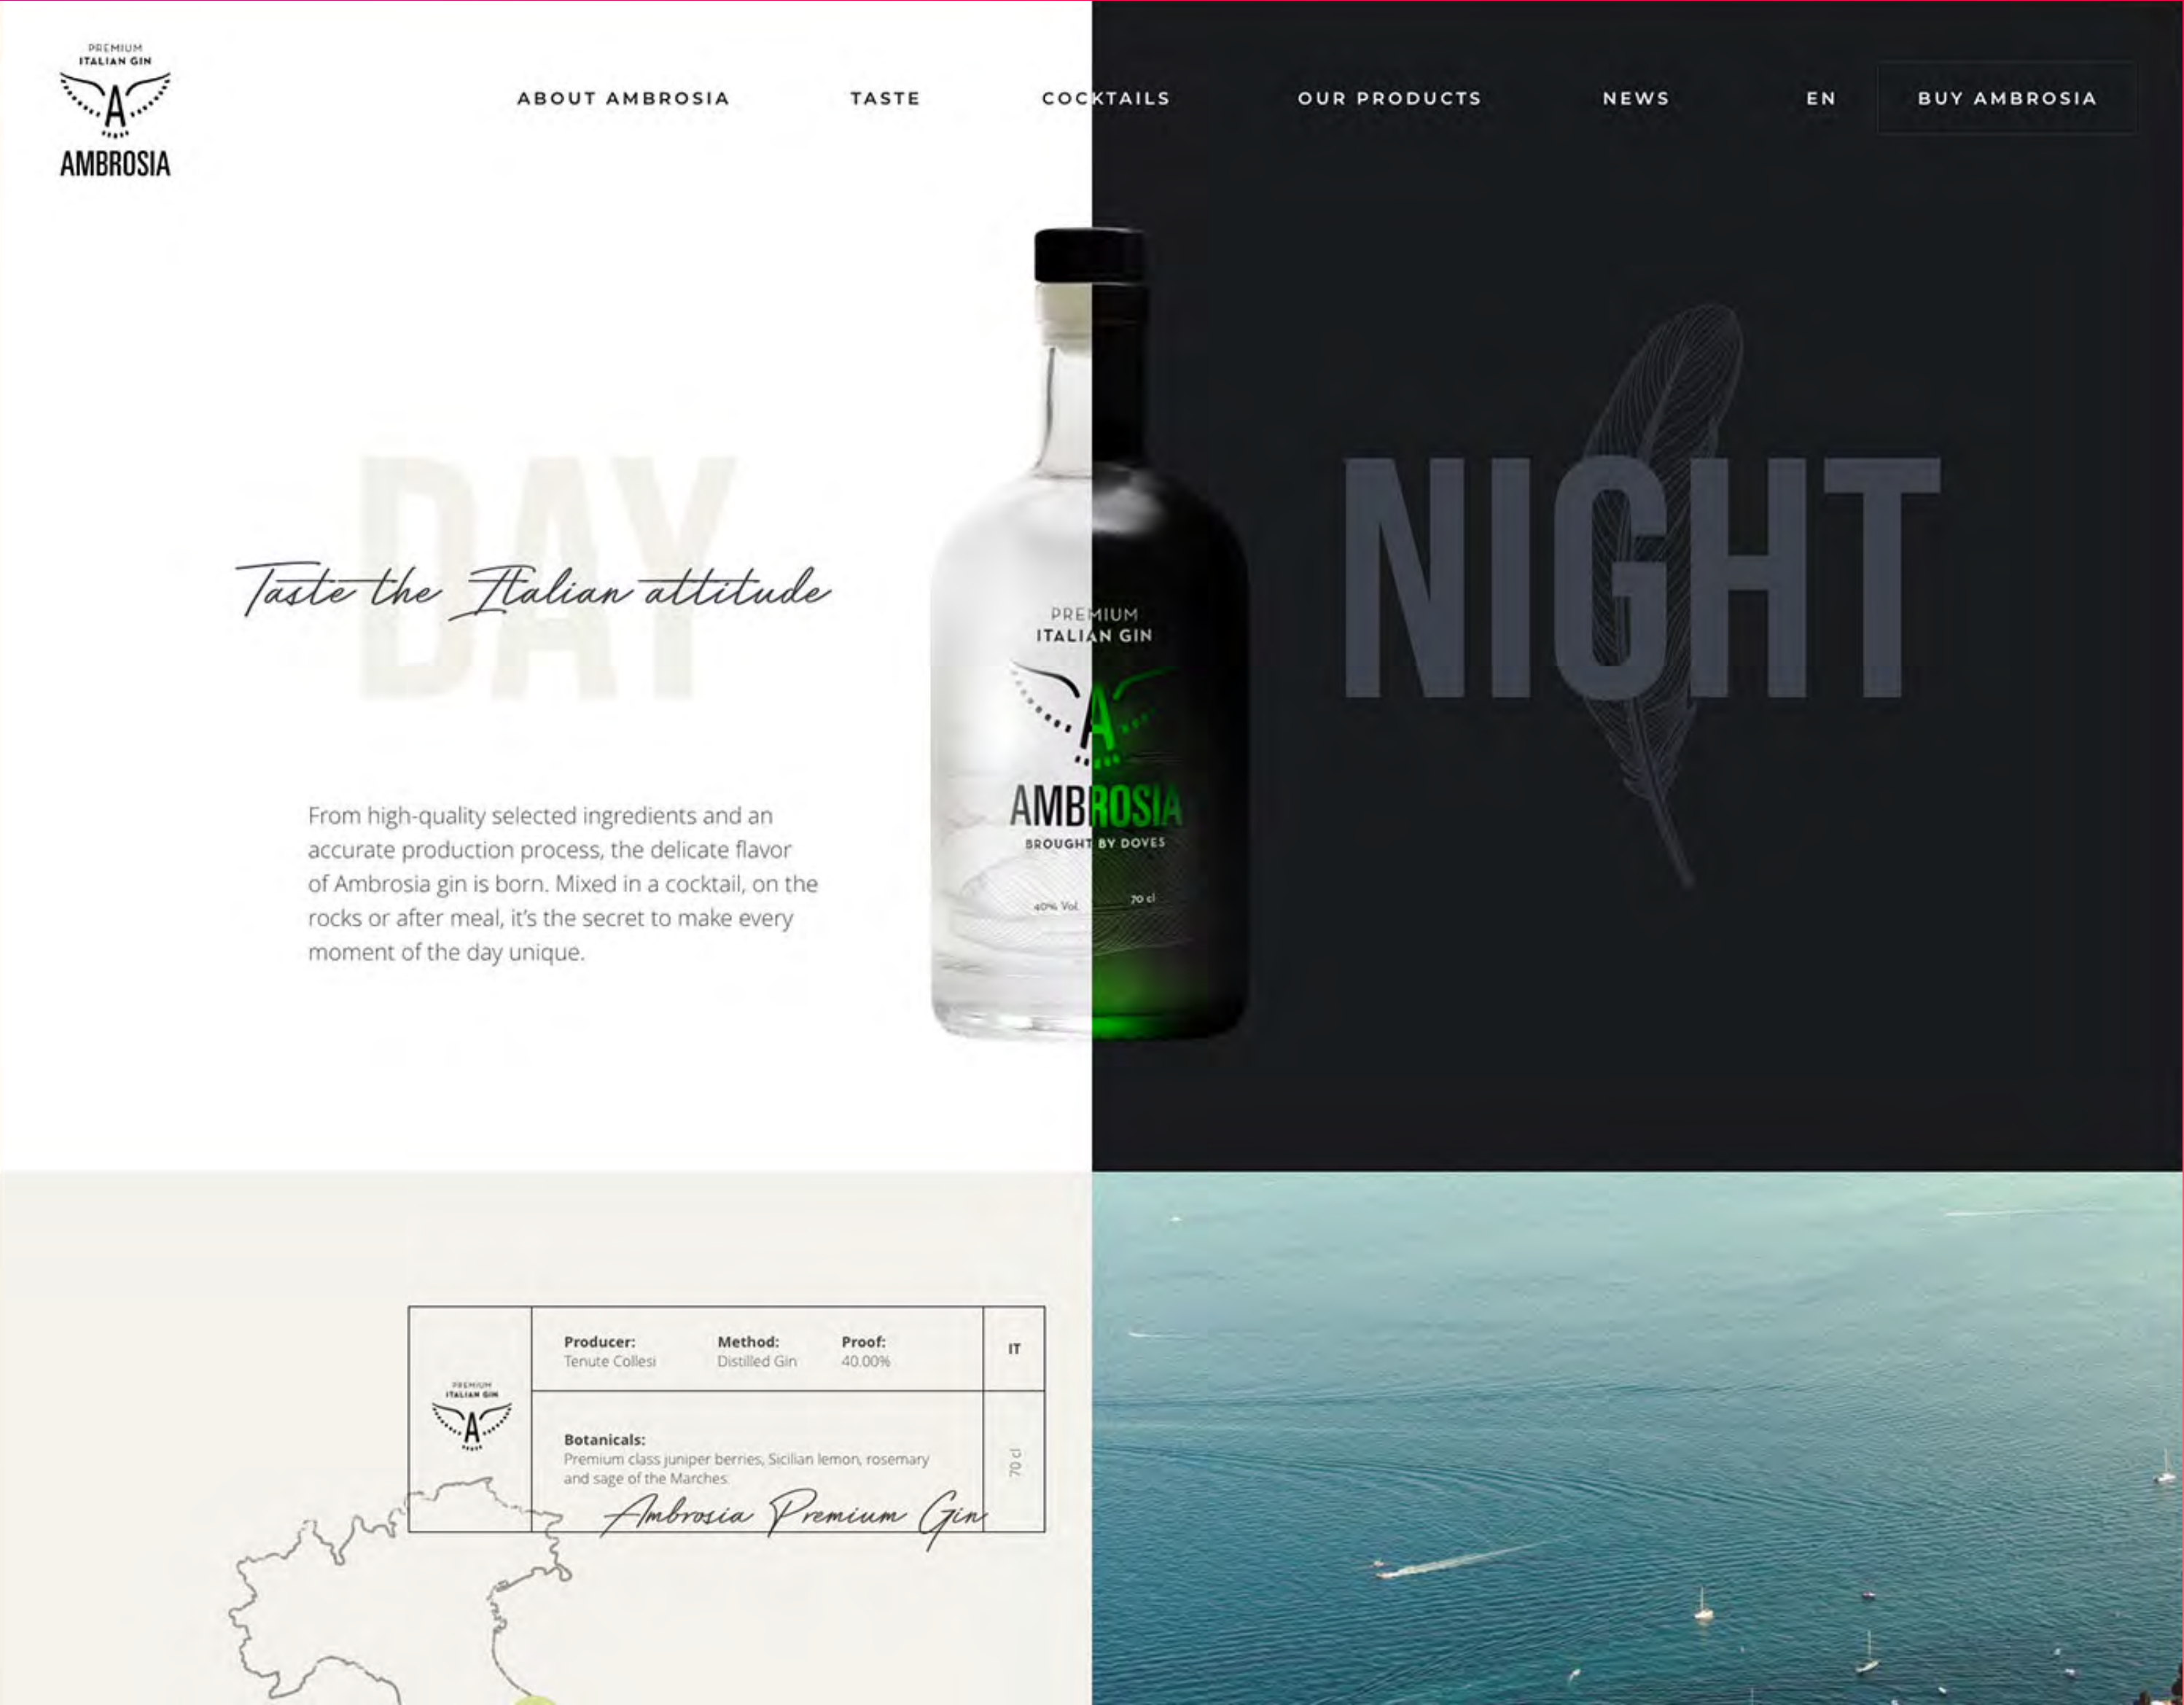 PREMIUM
ITALIAN GIN
A
AMBROSIA
ABOUT AMBROSIA
TASTE
COCKTAILS
OUR PRODUCTS
NEWS
EN
BUY AMBROSIA
DAY
Taste the Italian attitude
NIGHT
From high-quality selected ingredients and an
accurate production process, the delicate flavor
of Ambrosia gin is born. Mixed in a cocktail, on the
rocks or after meal, it's the secret to make every
moment of the day unique.
PREMIUM
ITALIAN GIN
A
AMBROSIA
BROUGHT BY DOVES
40% Vol
70 cl
PREMIUM
ITALIAN GIN
A
Producer:
Tenute Collesi
Method:
Distilled Gin
Proof:
40.00%
IT
Botanicals:
Premium class juniper berries, Sicilian lemon, rosemary
and sage of the Marches.
70 cl
Ambrosia Premium Gin